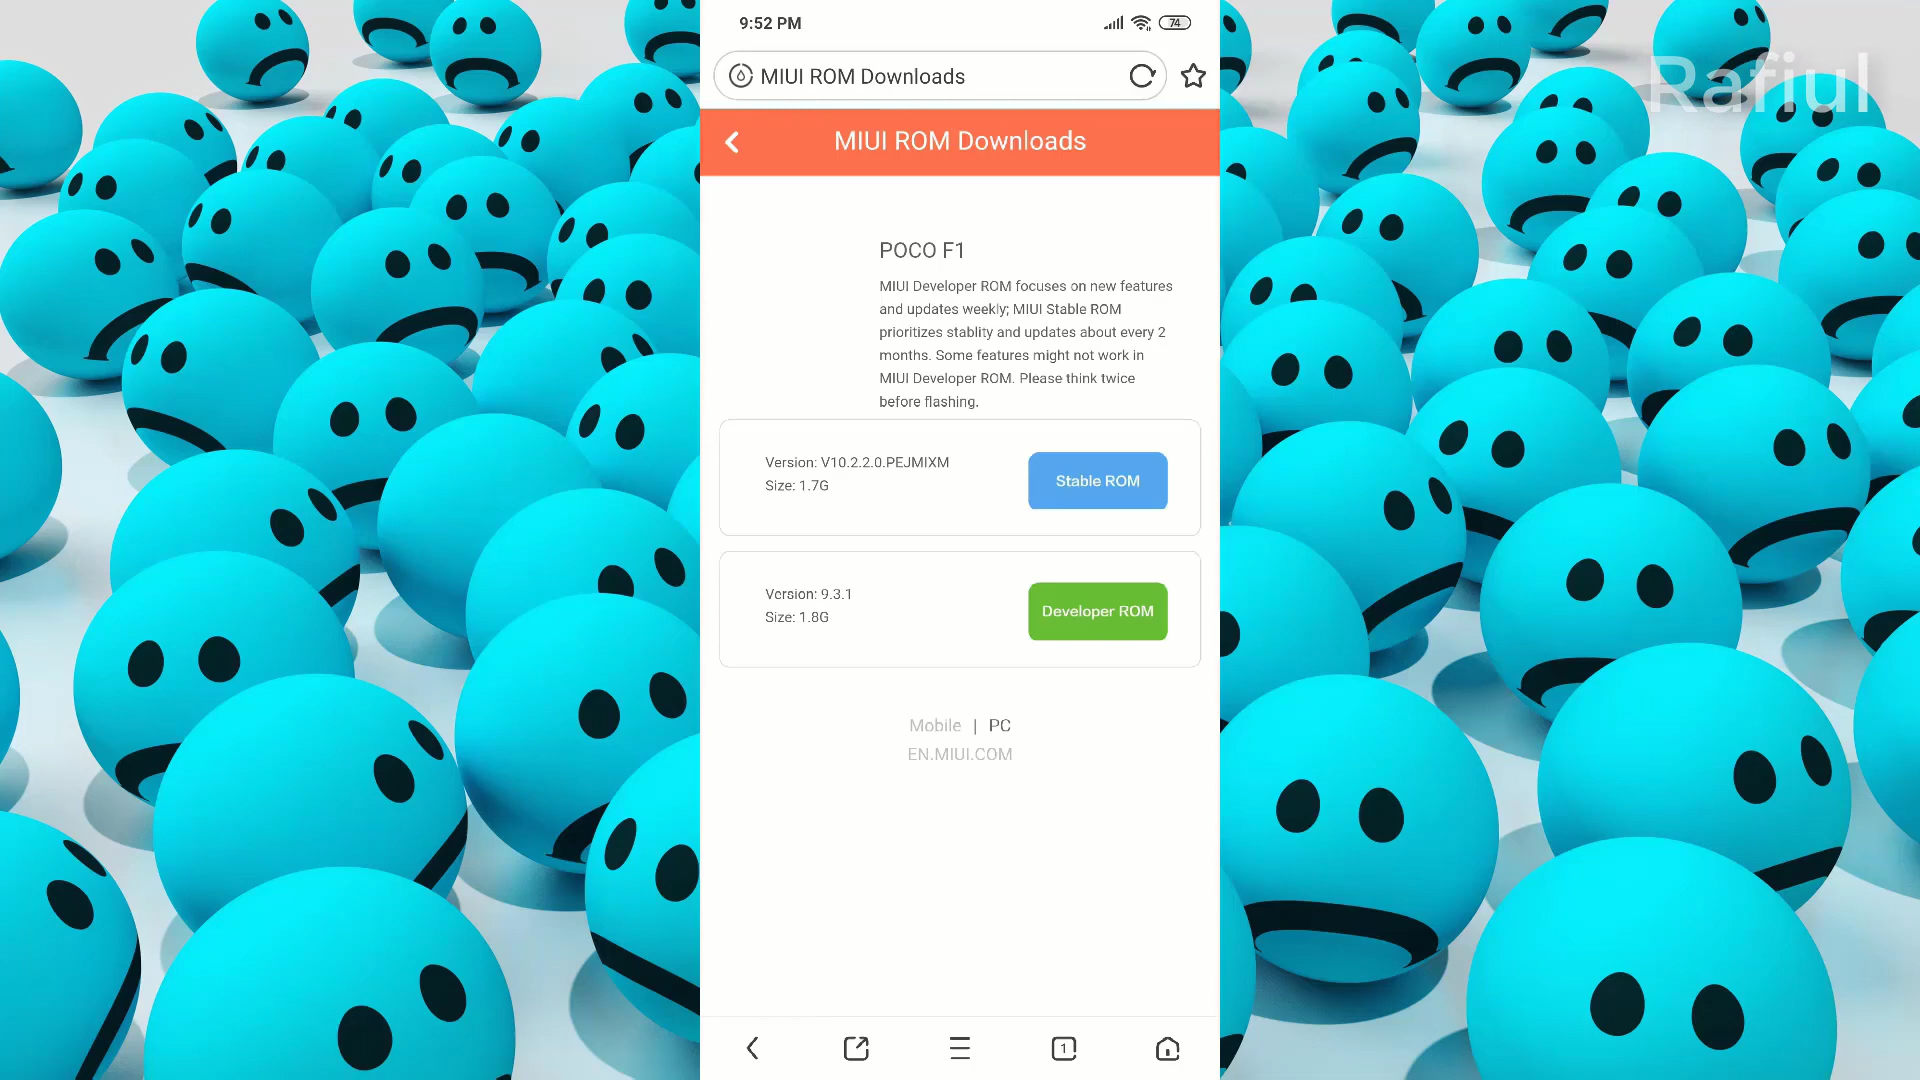 9:52 PM
74
Rafiul
MIUI ROM Downloads
MIUI ROM Downloads
POCO F1
MIUI Developer ROM focuses on new features
and updates weekly; MIUI Stable ROM
prioritizes stablity and updates about every 2
months. Some features might not work in
MIUI Developer ROM. Please think twice
before flashing.
Version: V10.2.2.0.PEJMIXM
Size: 1.7G
Stable ROM
Version: 9.3.1
Size: 1.8G
Developer ROM
Mobile | PC
EN.MIUI.COM
1